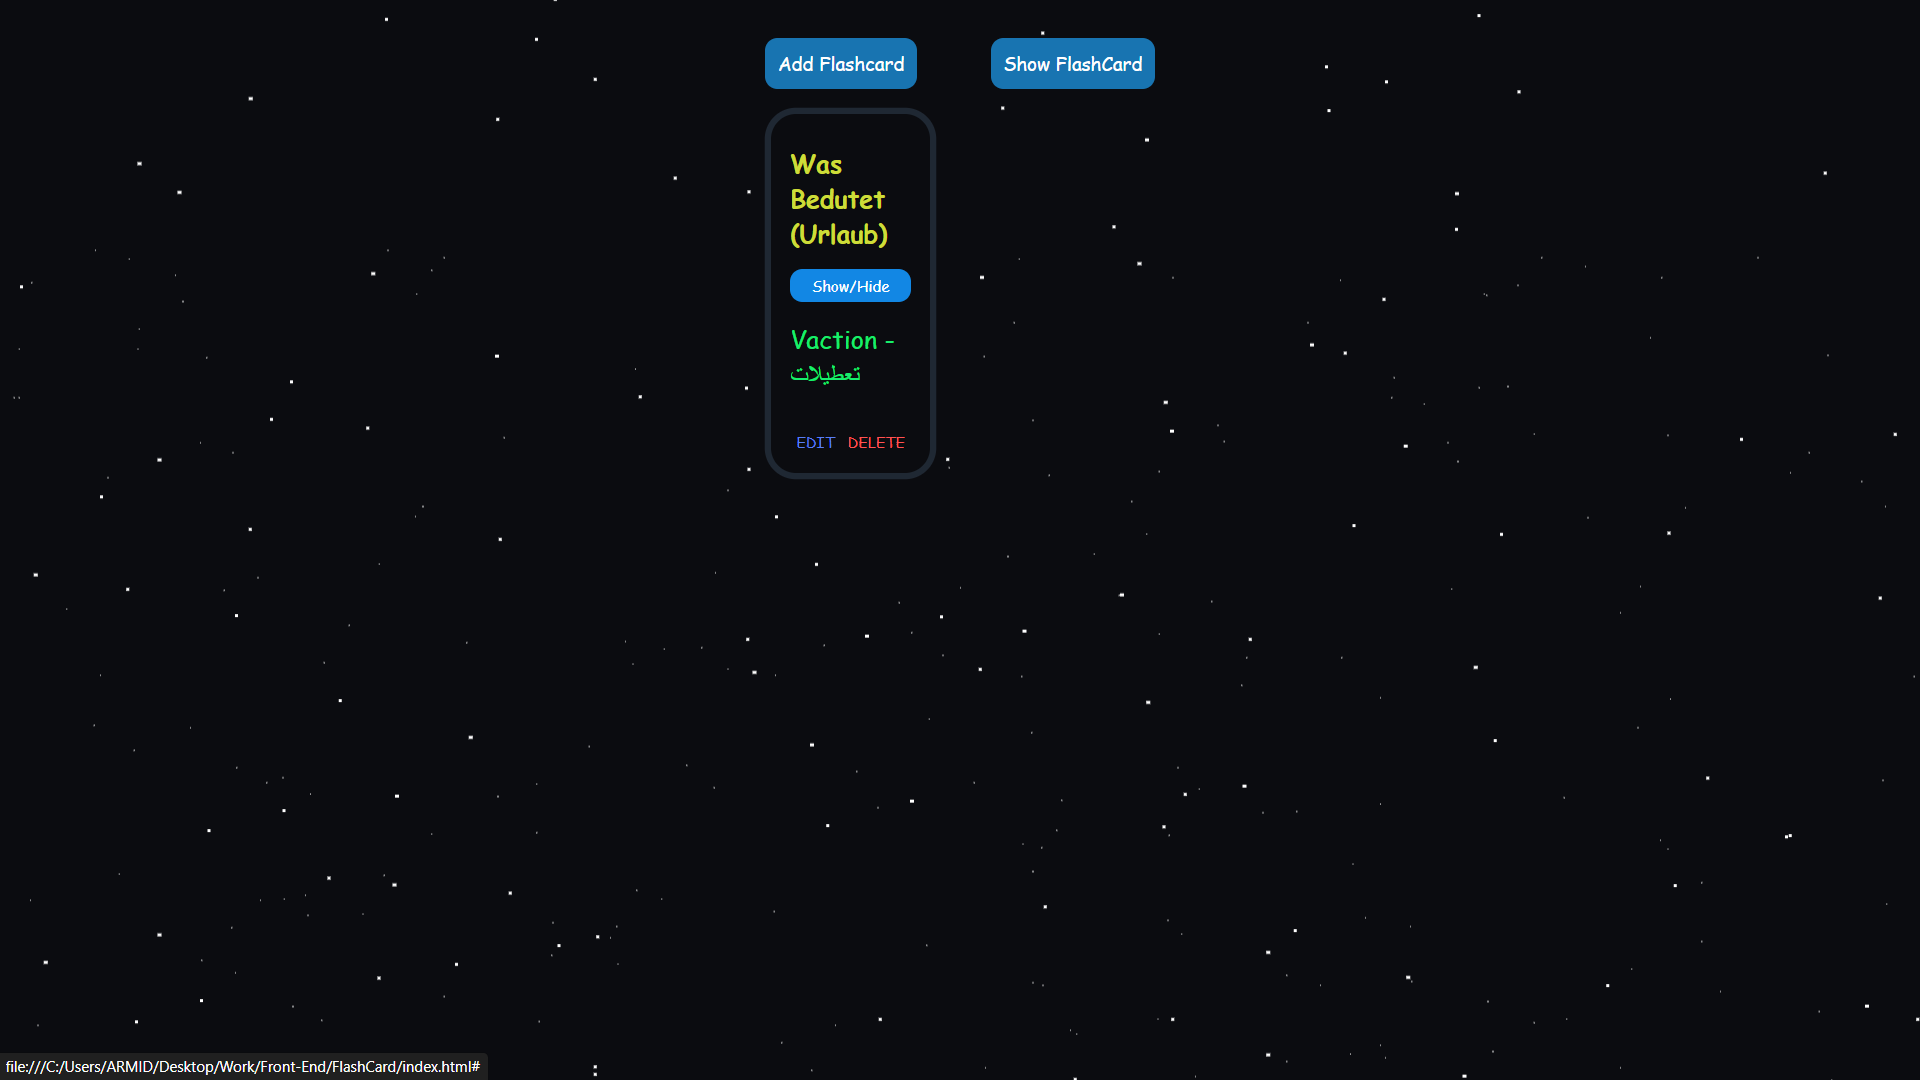 Add Flashcard Show FlashCard
Was
Bedutet
(Urlaub)
Show/Hide
Vaction -
تعطیلات
EDIT DELETE
file:///C:/Users/ARMID/Desktop/Work/Front-End/FlashCard/index.html#